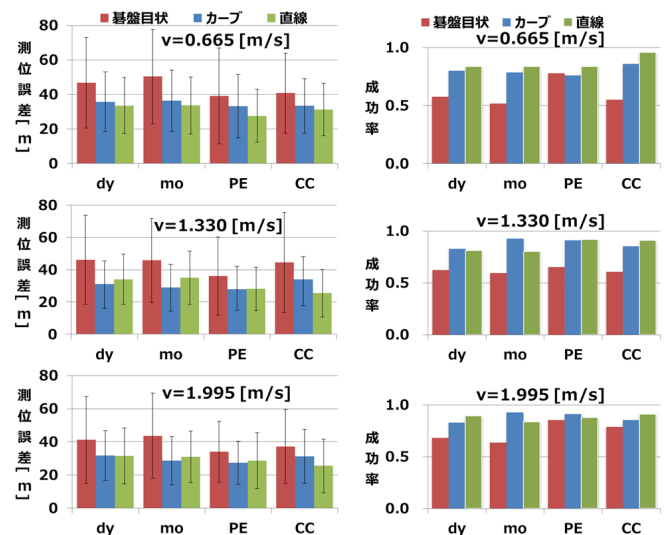 碁盤目状 カーブ 直線
v=0.665 [m/s]
測位誤差[m]
80
60
40
20
0
dy mo PE CC
碁盤目状 カーブ 直線
v=0.665 [m/s]
成功率
1.0
0.5
0.0
dy mo PE CC
v=1.330 [m/s]
測位誤差[m]
80
60
40
20
0
dy mo PE CC
v=1.330 [m/s]
成功率
1.0
0.5
0.0
dy mo PE CC
v=1.995 [m/s]
測位誤差[m]
80
60
40
20
0
dy mo PE CC
v=1.995 [m/s]
成功率
1.0
0.5
0.0
dy mo PE CC